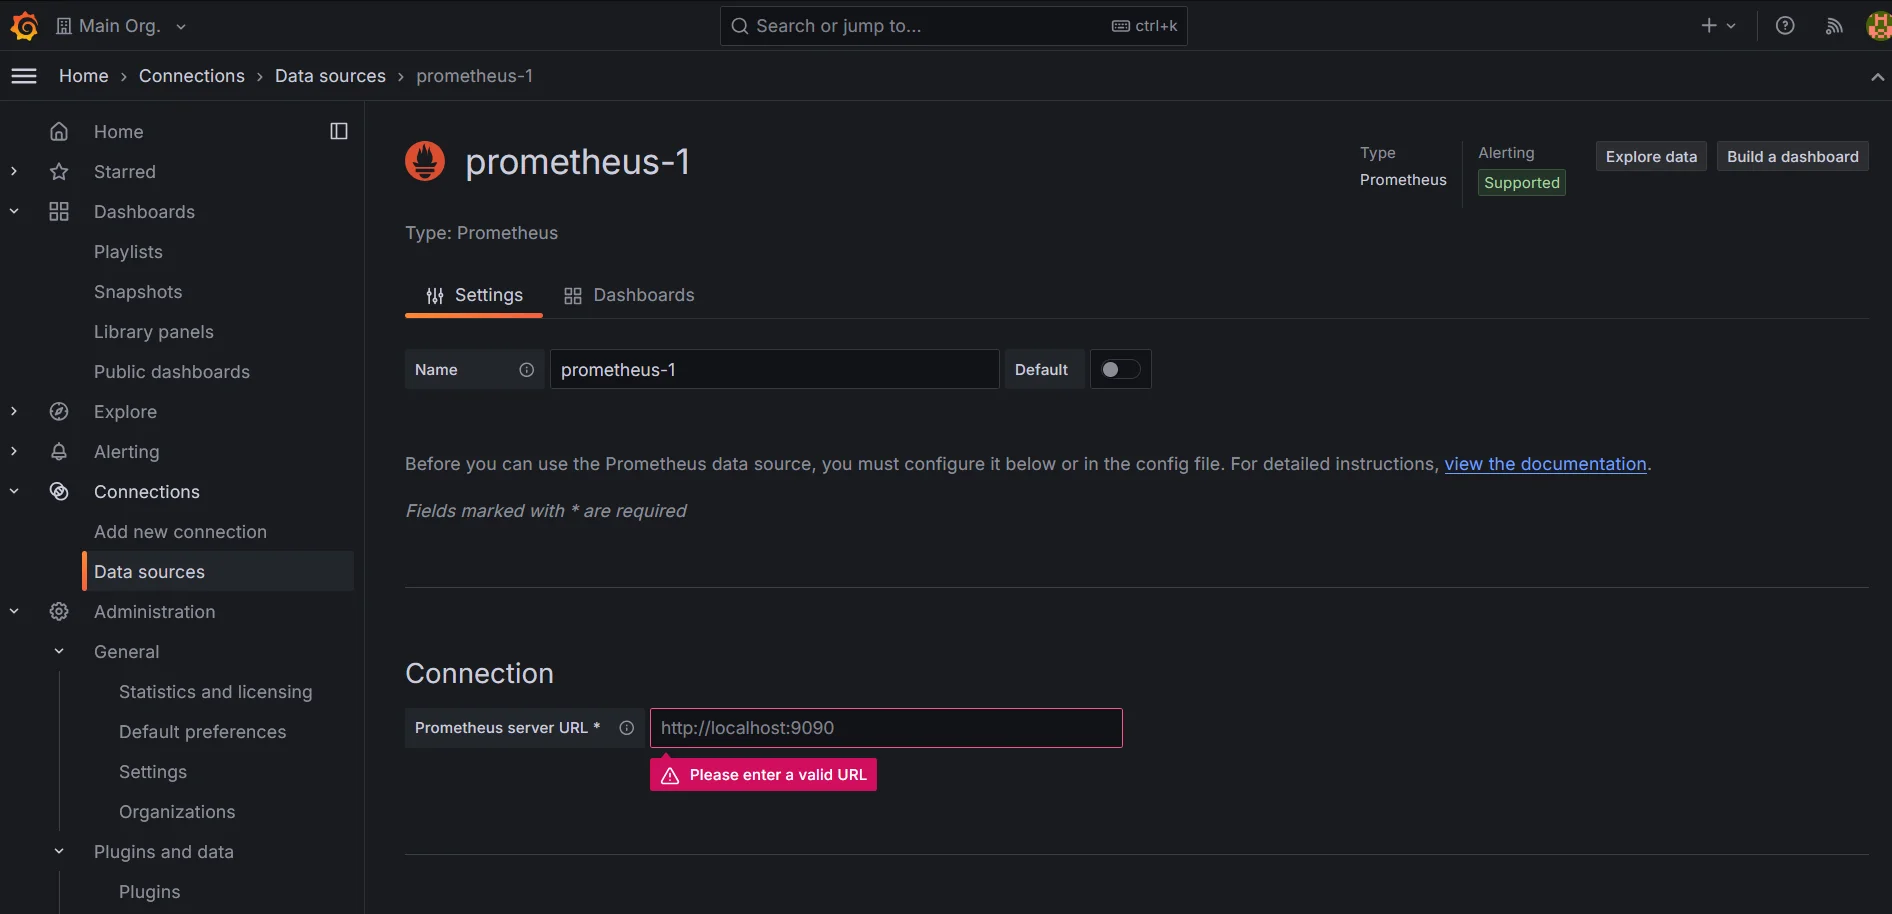 Main Org.
Search or jump to...
ctrl+k
Home › Connections › Data sources › prometheus-1
Home
Starred
Dashboards
Playlists
Snapshots
Library panels
Public dashboards
Explore
Alerting
Connections
Add new connection
Data sources
Administration
General
Statistics and licensing
Default preferences
Settings
Organizations
Plugins and data
Plugins
prometheus-1
Type
Prometheus
Alerting
Supported
Explore data
Build a dashboard
Type: Prometheus
Settings
Dashboards
Name
prometheus-1
Default
Before you can use the Prometheus data source, you must configure it below or in the config file. For detailed instructions, view the documentation.
Fields marked with * are required
Connection
Prometheus server URL *
http://localhost:9090
Please enter a valid URL